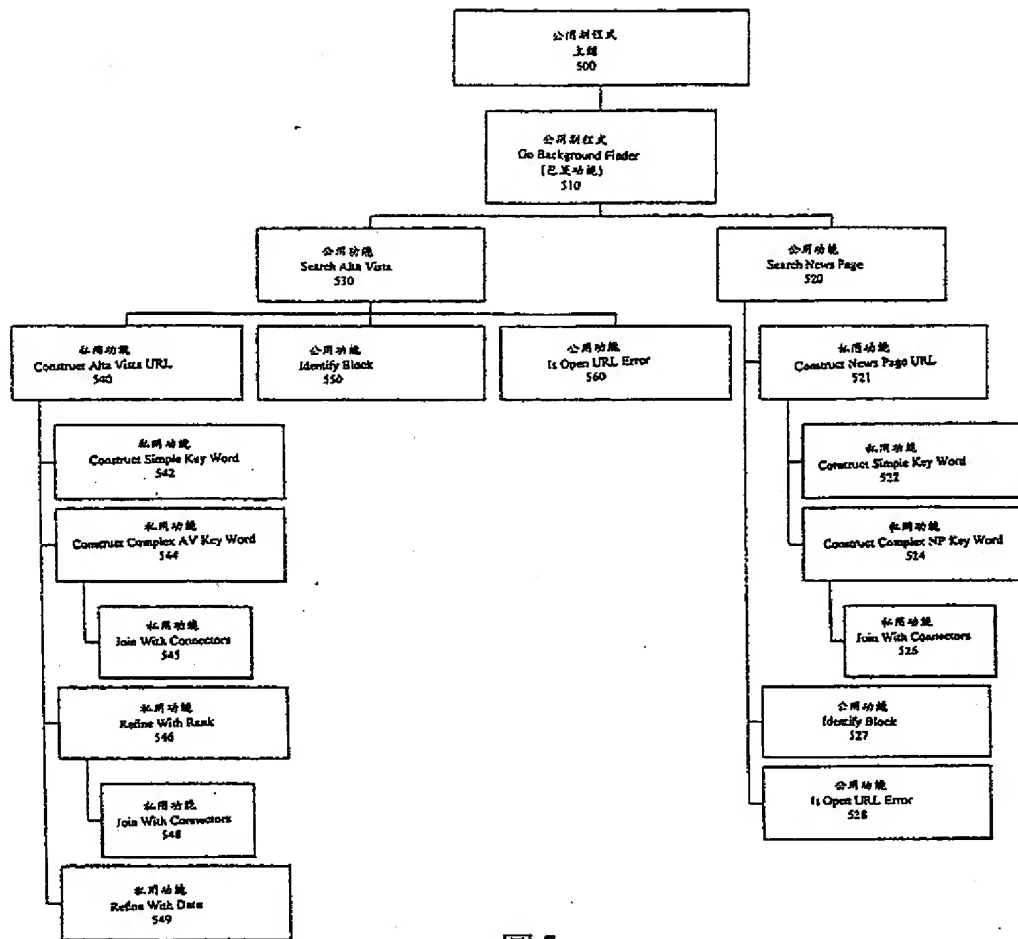 公用副程式
主鍵
500
公用副程式
Go Background Finder
(包裝功能)
510
公用功能
Search Alta Vista
530
公用功能
Search News Page
520
私用功能
Construct Alta Vista URL
540
公用功能
Identify Block
550
公用功能
Is Open URL Error
560
私用功能
Construct News Page URL
521
私用功能
Construct Simple Key Word
542
私用功能
Construct Simple Key Word
522
私用功能
Construct Complex AV Key Word
544
私用功能
Construct Complex NP Key Word
524
私用功能
Join With Connectors
545
私用功能
Join With Connectors
526
私用功能
Refine With Rank
546
公用功能
Identify Block
527
私用功能
Join With Connectors
548
公用功能
Is Open URL Error
528
私用功能
Refine With Date
549